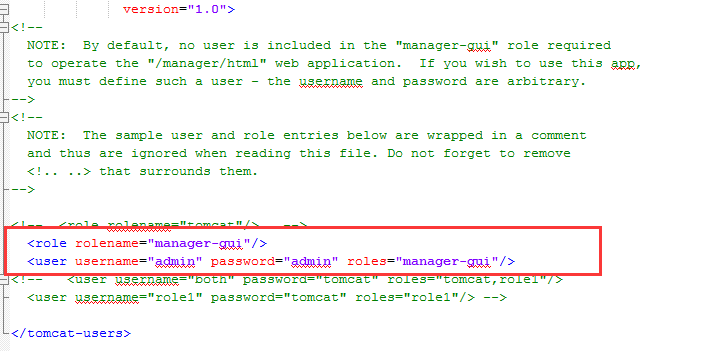 version="1.0">
<!--
NOTE:  By default, no user is included in the "manager-gui" role required
to operate the "/manager/html" web application.  If you wish to use this app,
you must define such a user - the username and password are arbitrary.
-->
<!--
NOTE:  The sample user and role entries below are wrapped in a comment
and thus are ignored when reading this file. Do not forget to remove
<!.. ..> that surrounds them.
-->
<!--  <role rolename="tomcat"/>  -->
<role rolename="manager-gui"/>
<user username="admin" password="admin" roles="manager-gui"/>
<!--   <user username="both" password="tomcat" roles="tomcat,role1"/>
<user username="role1" password="tomcat" roles="role1"/> -->
</tomcat-users>